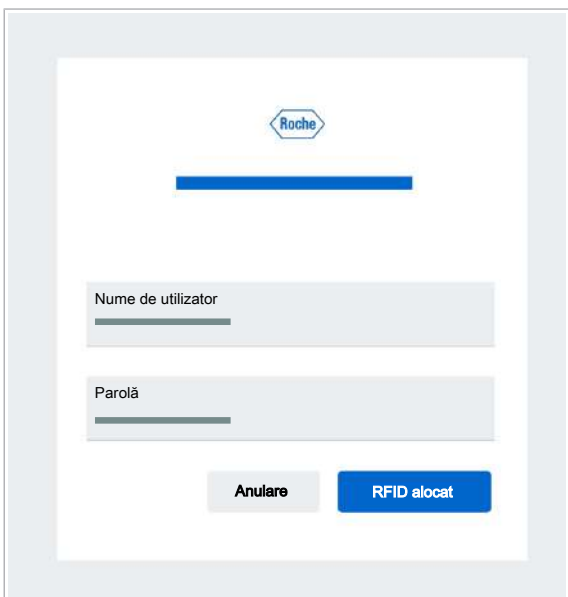 Roche
Nume de utilizator
Parolă
Anulare
RFID alocat